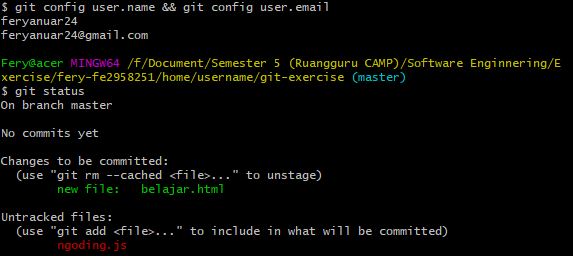 $ git config user.name && git config user.email
feryanuar24
feryanuar24@gmail.com
Fery@acer MINGW64 /f/Document/Semester 5 (Ruangguru CAMP)/Software Enginnering/E
xercise/fery-fe2958251/home/username/git-exercise (master)
$ git status
On branch master
No commits yet
Changes to be committed:
  (use "git rm --cached <file>..." to unstage)
        new file:   belajar.html
Untracked files:
  (use "git add <file>..." to include in what will be committed)
        ngoding.js